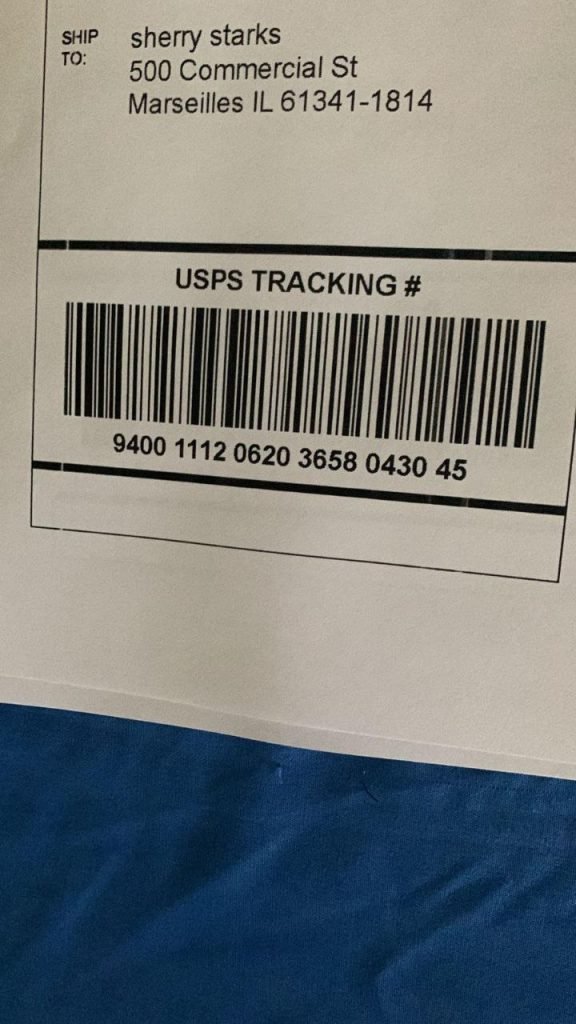 SHIP TO:
sherry starks
500 Commercial St
Marseilles IL 61341-1814
USPS TRACKING #
9400 1112 0620 3658 0430 45